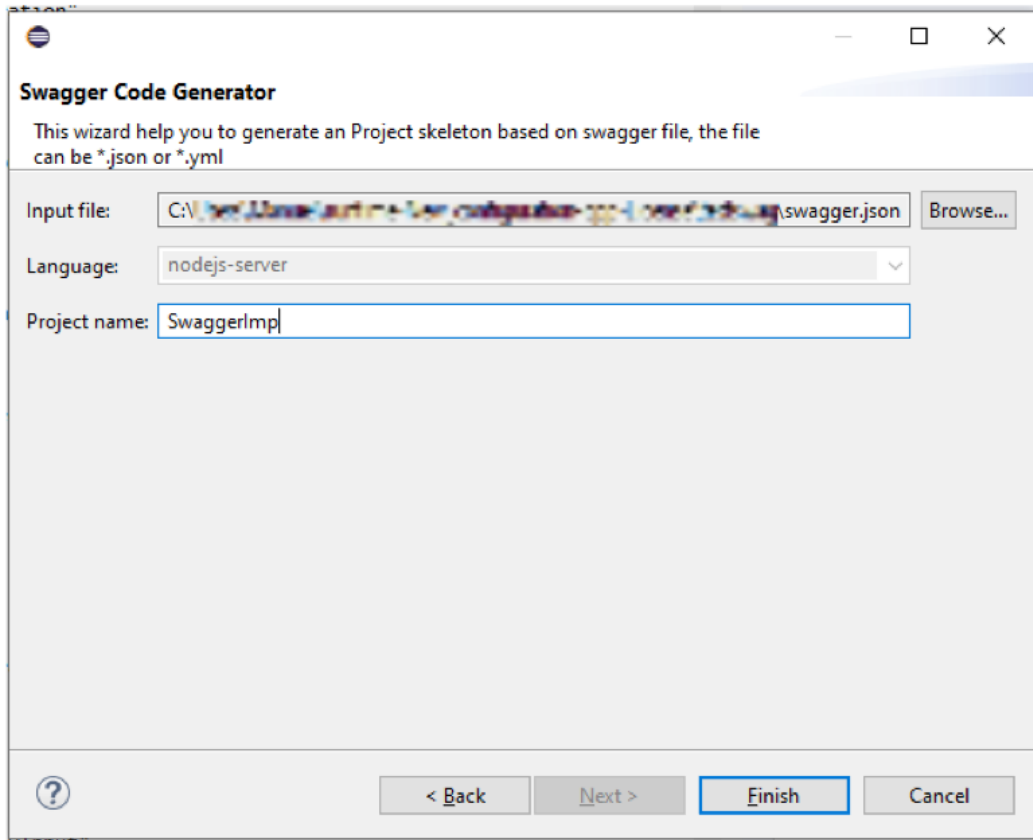 Swagger Code Generator
This wizard help you to generate an Project skeleton based on swagger file, the file
can be *.json or *.yml
Input file: C:\ \swagger.json Browse...
Language: nodejs-server
Project name: SwaggerImp
< Back Next > Finish Cancel